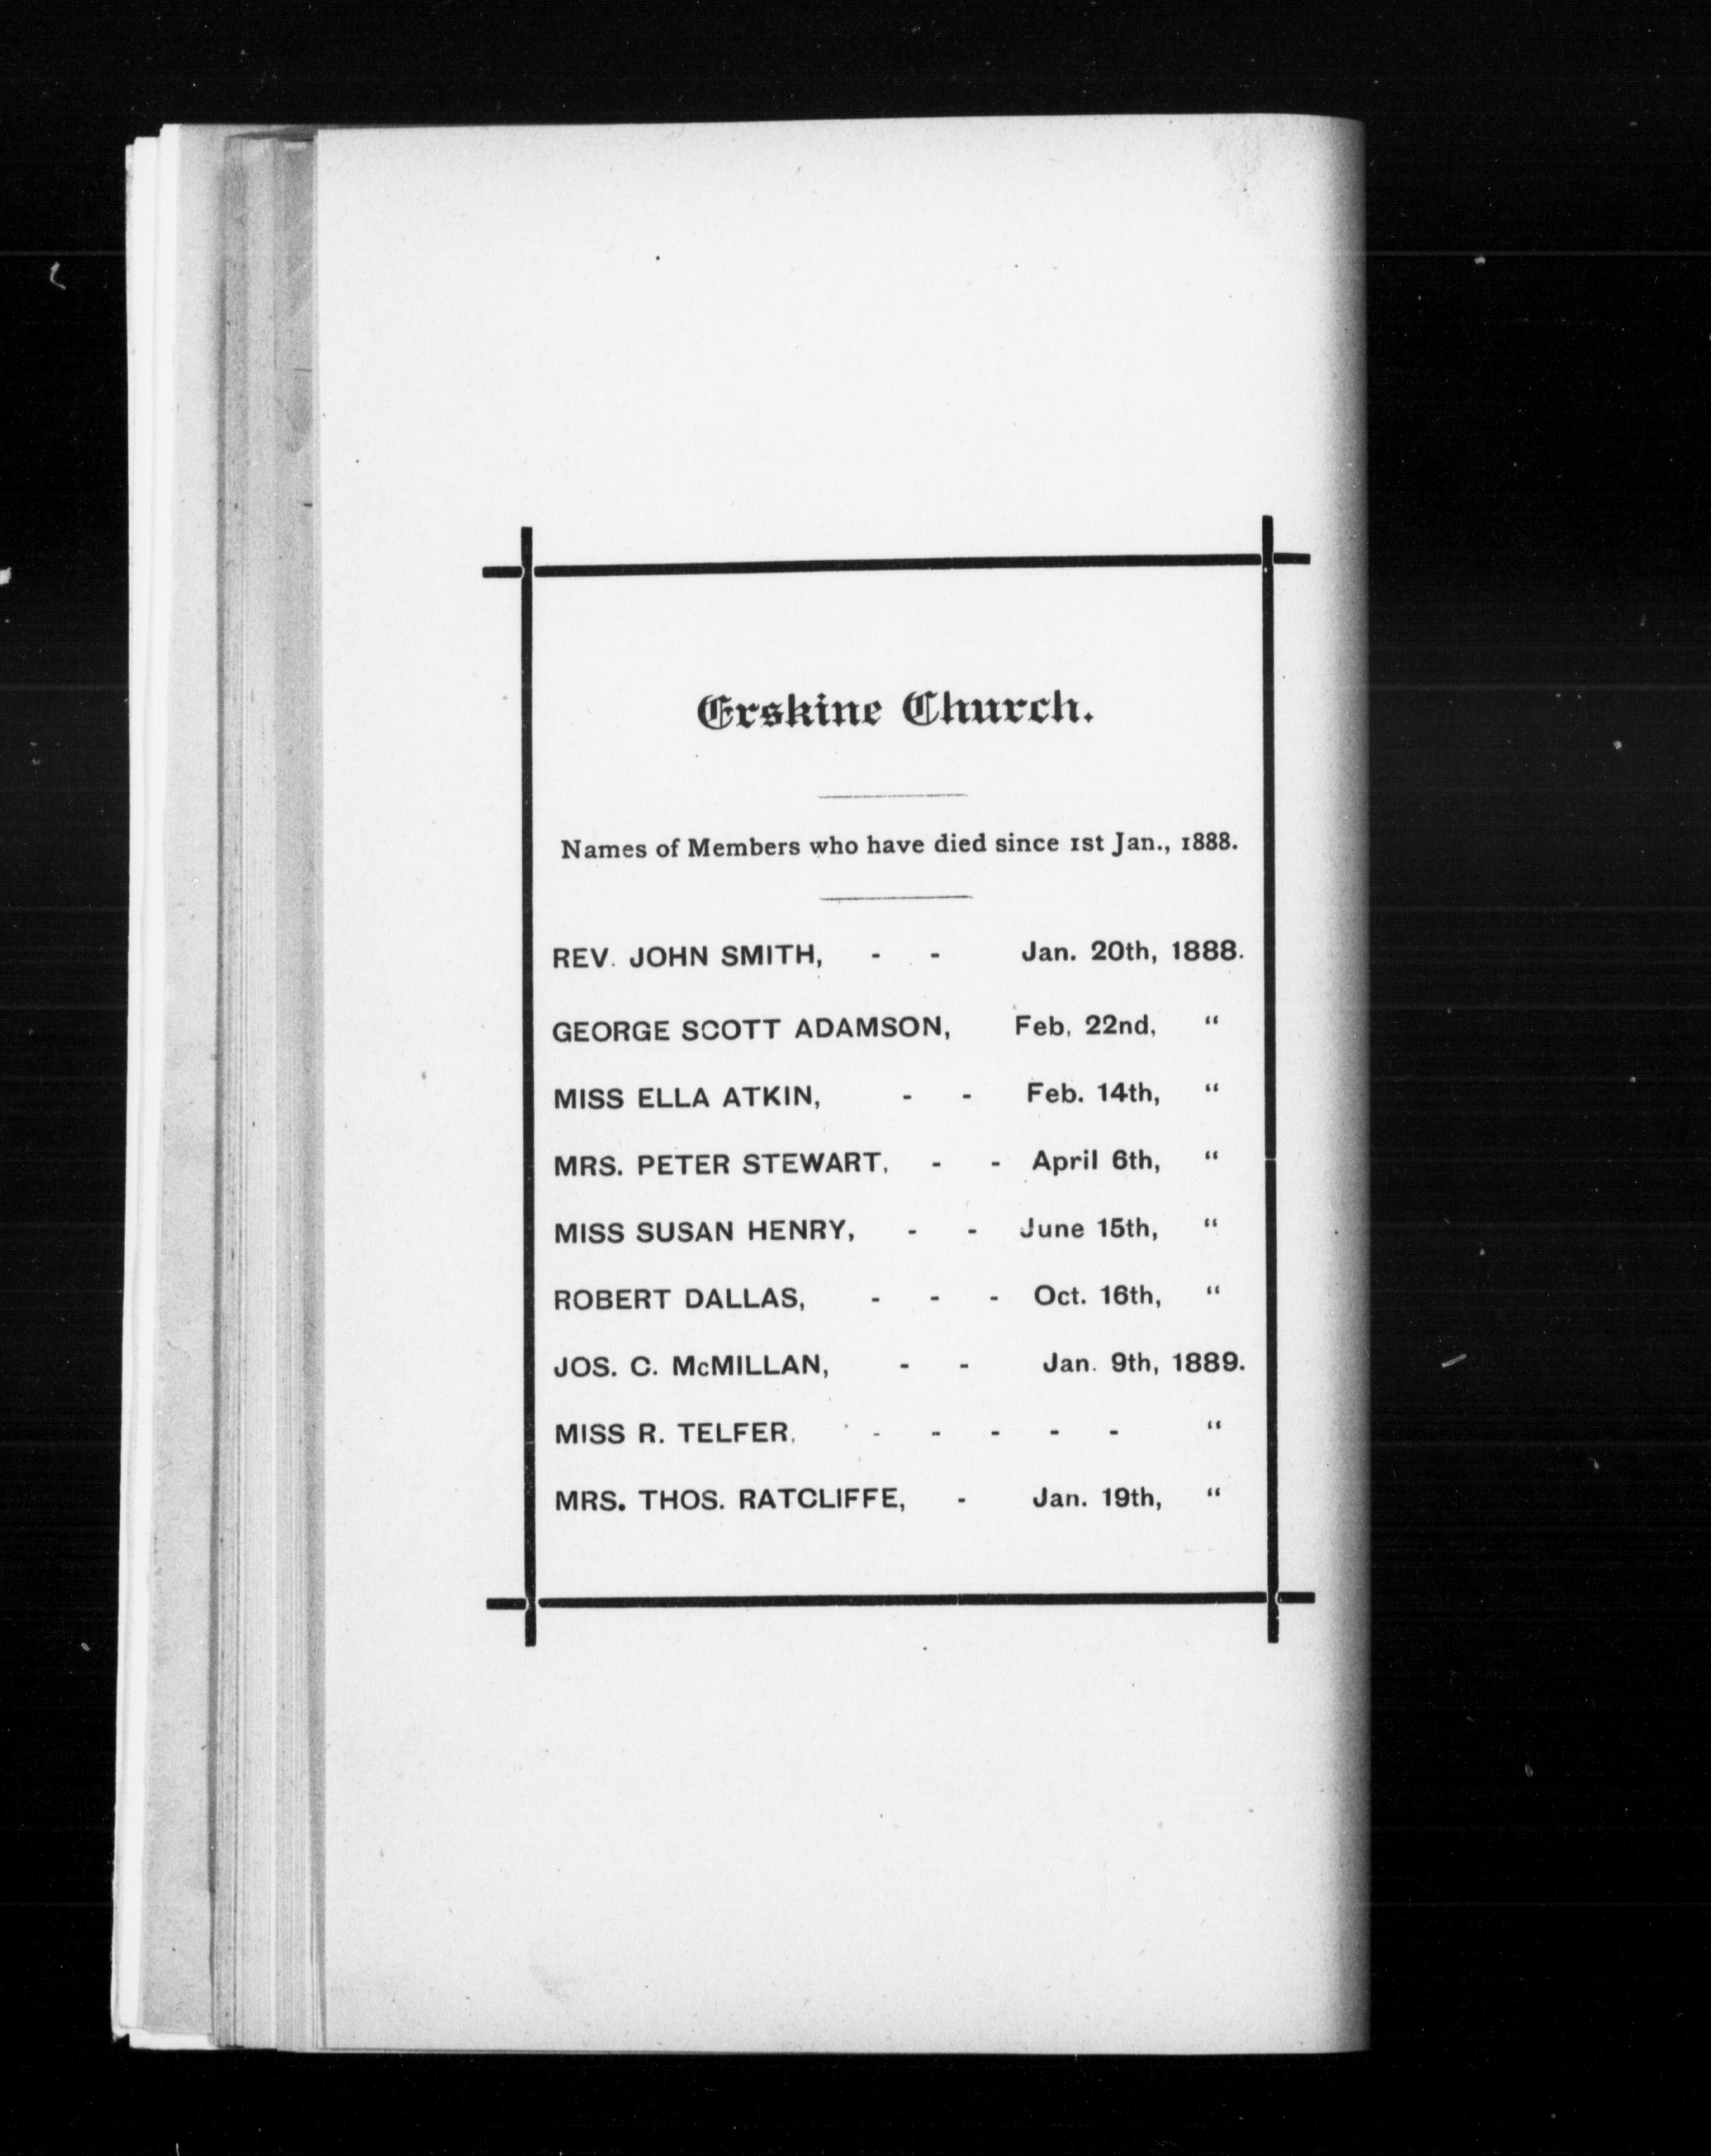 Erskine Church.
Names of Members who have died since 1st Jan., 1888.
REV. JOHN SMITH, - - Jan. 20th, 1888.
GEORGE SCOTT ADAMSON, Feb. 22nd, “
MISS ELLA ATKIN, - - Feb. 14th, “
MRS. PETER STEWART, - - April 6th, “
MISS SUSAN HENRY, - - June 15th, “
ROBERT DALLAS, - - - Oct. 16th, “
JOS. C. McMILLAN, - - Jan. 9th, 1889.
MISS R. TELFER, - - - - - “
MRS. THOS. RATCLIFFE, - Jan. 19th, “